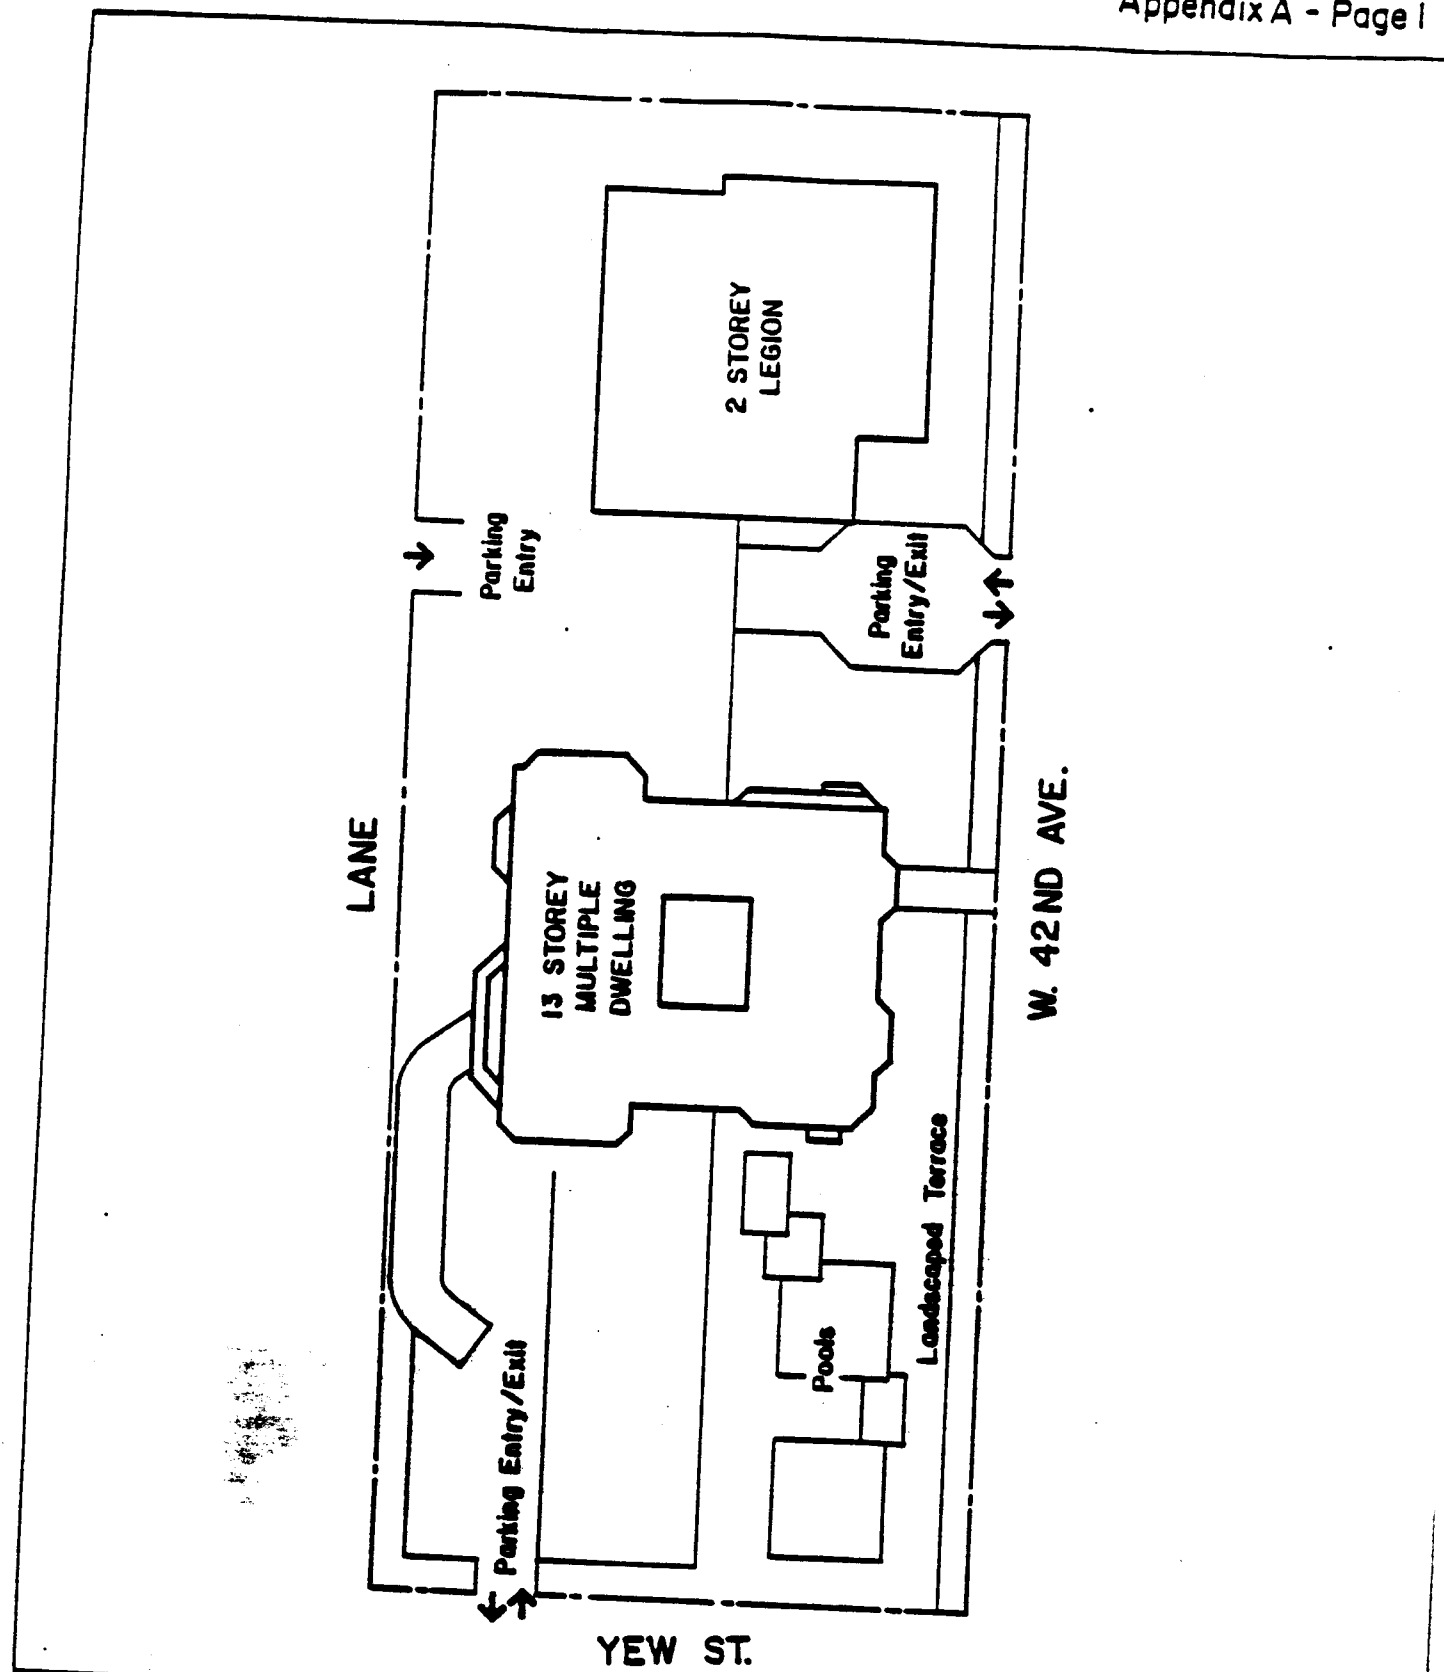 Appendix A - Page 1
2 STOREY
LEGION
Parking
Entry
Parking
Entry/Exit
LANE
W. 42ND AVE.
13 STOREY
MULTIPLE
DWELLING
Landscaped Terrace
Pools
Parking Entry/Exit
YEW ST.